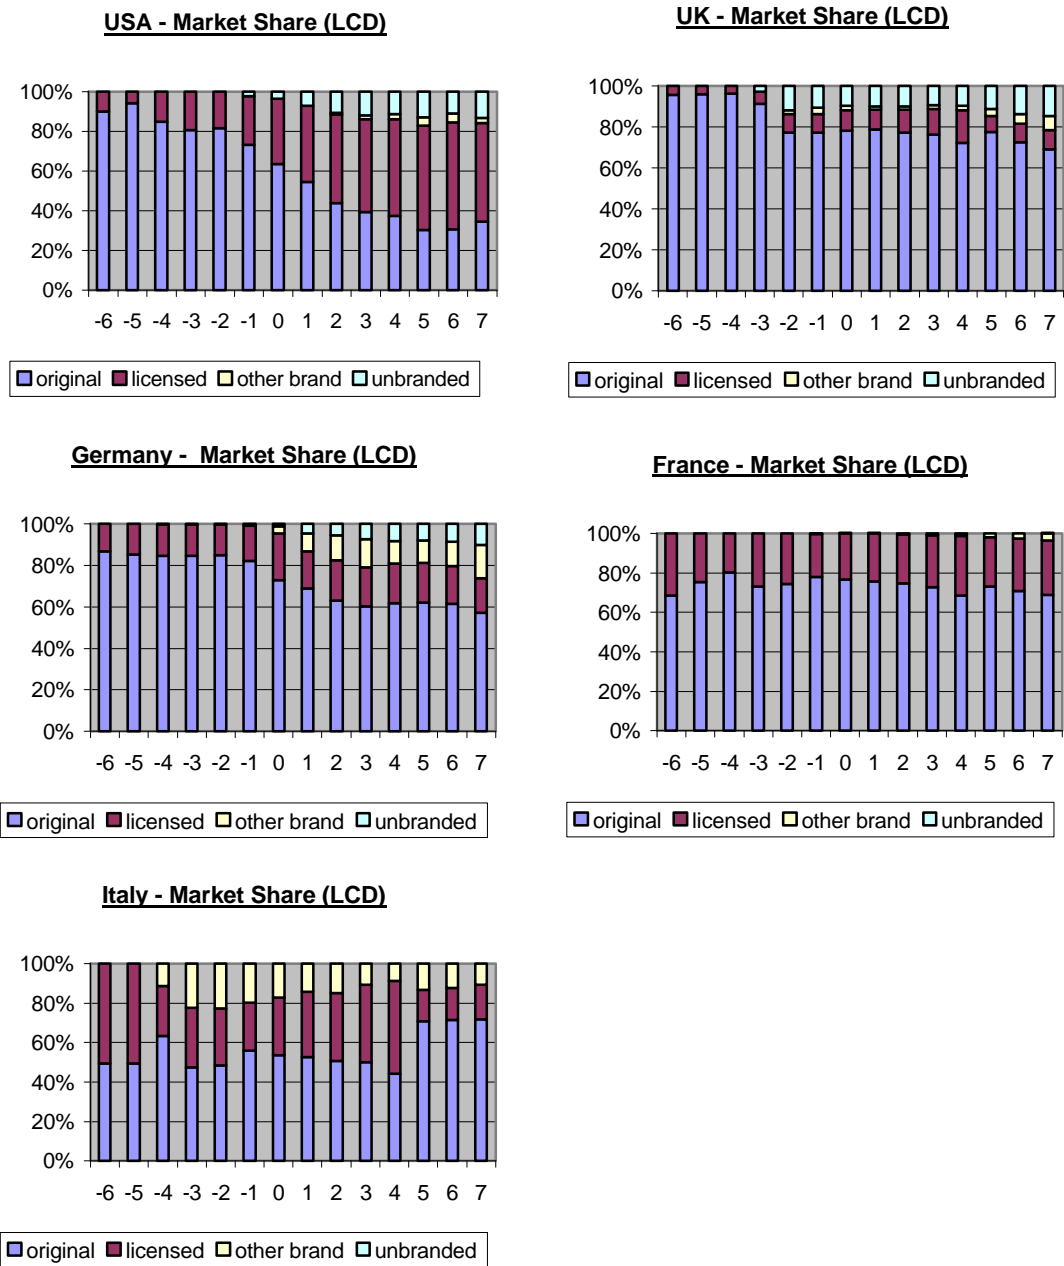 USA - Market Share (LCD)
100%
80%
60%
40%
20%
0%
-6 -5 -4 -3 -2 -1 0 1 2 3 4 5 6 7
original licensed other brand unbranded
UK - Market Share (LCD)
100%
80%
60%
40%
20%
0%
-6 -5 -4 -3 -2 -1 0 1 2 3 4 5 6 7
original licensed other brand unbranded
Germany - Market Share (LCD)
100%
80%
60%
40%
20%
0%
-6 -5 -4 -3 -2 -1 0 1 2 3 4 5 6 7
original licensed other brand unbranded
France - Market Share (LCD)
100%
80%
60%
40%
20%
0%
-6 -5 -4 -3 -2 -1 0 1 2 3 4 5 6 7
original licensed other brand unbranded
Italy - Market Share (LCD)
100%
80%
60%
40%
20%
0%
-6 -5 -4 -3 -2 -1 0 1 2 3 4 5 6 7
original licensed other brand unbranded